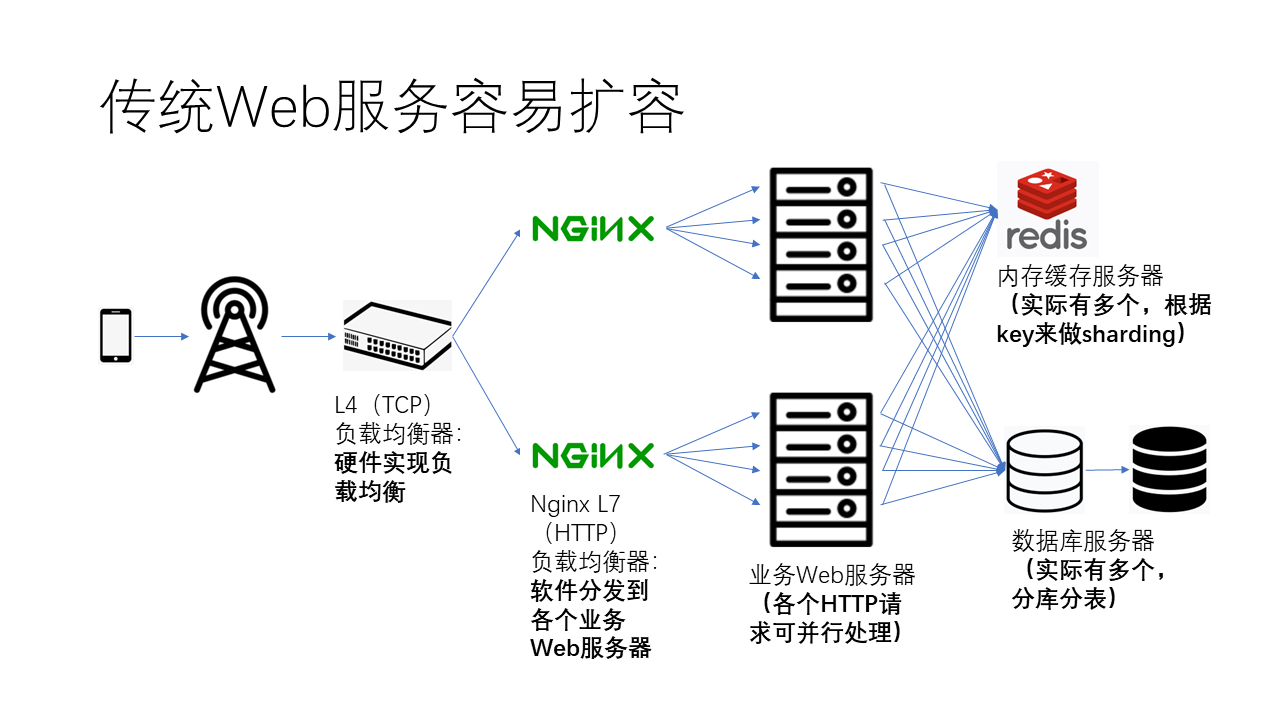 传统Web服务容易扩容
NGINX
redis
内存缓存服务器
（实际有多个，根据
key来做sharding）
L4（TCP）
负载均衡器：
硬件实现负
载均衡
NGINX
Nginx L7
（HTTP）
负载均衡器：
软件分发到
各个业务
Web服务器
业务Web服务器
（各个HTTP请
求可并行处理）
数据库服务器
（实际有多个，
分库分表）